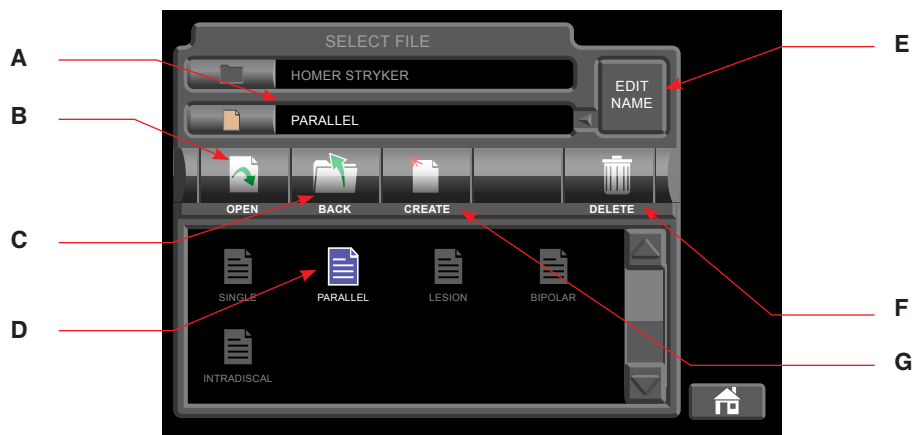 A
B
C
D
E
F
G
SELECT FILE
HOMER STRYKER
EDIT
NAME
PARALLEL
OPEN BACK CREATE DELETE
SINGLE PARALLEL LESION BIPOLAR
INTRADISCAL